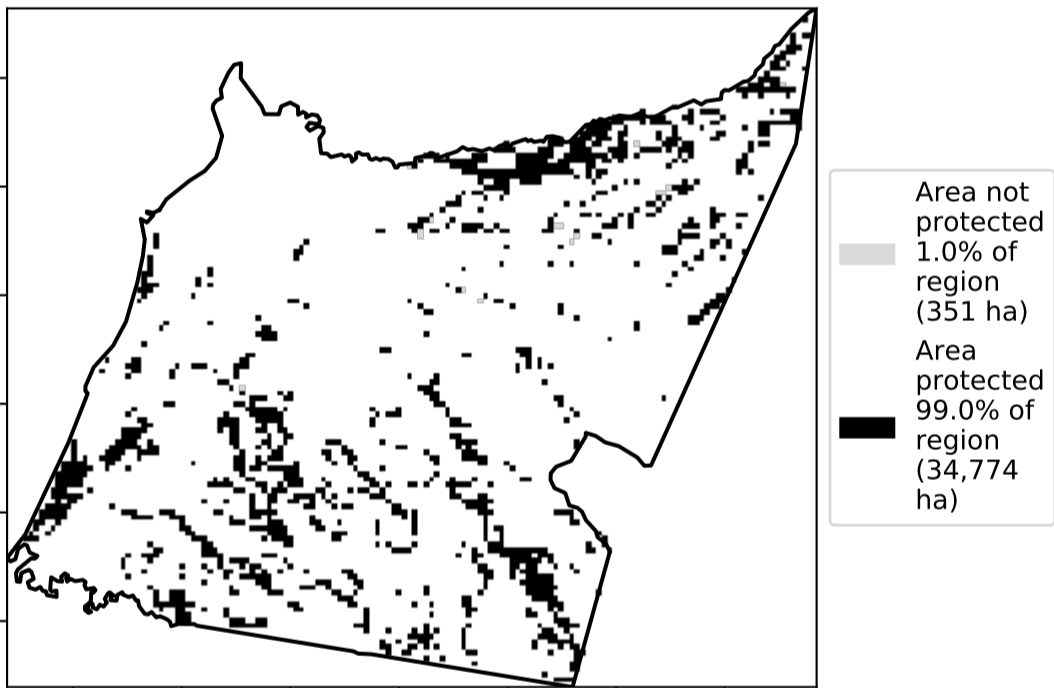 Area not
protected
1.0% of
region
(351 ha)
Area
protected
99.0% of
region
(34,774
ha)